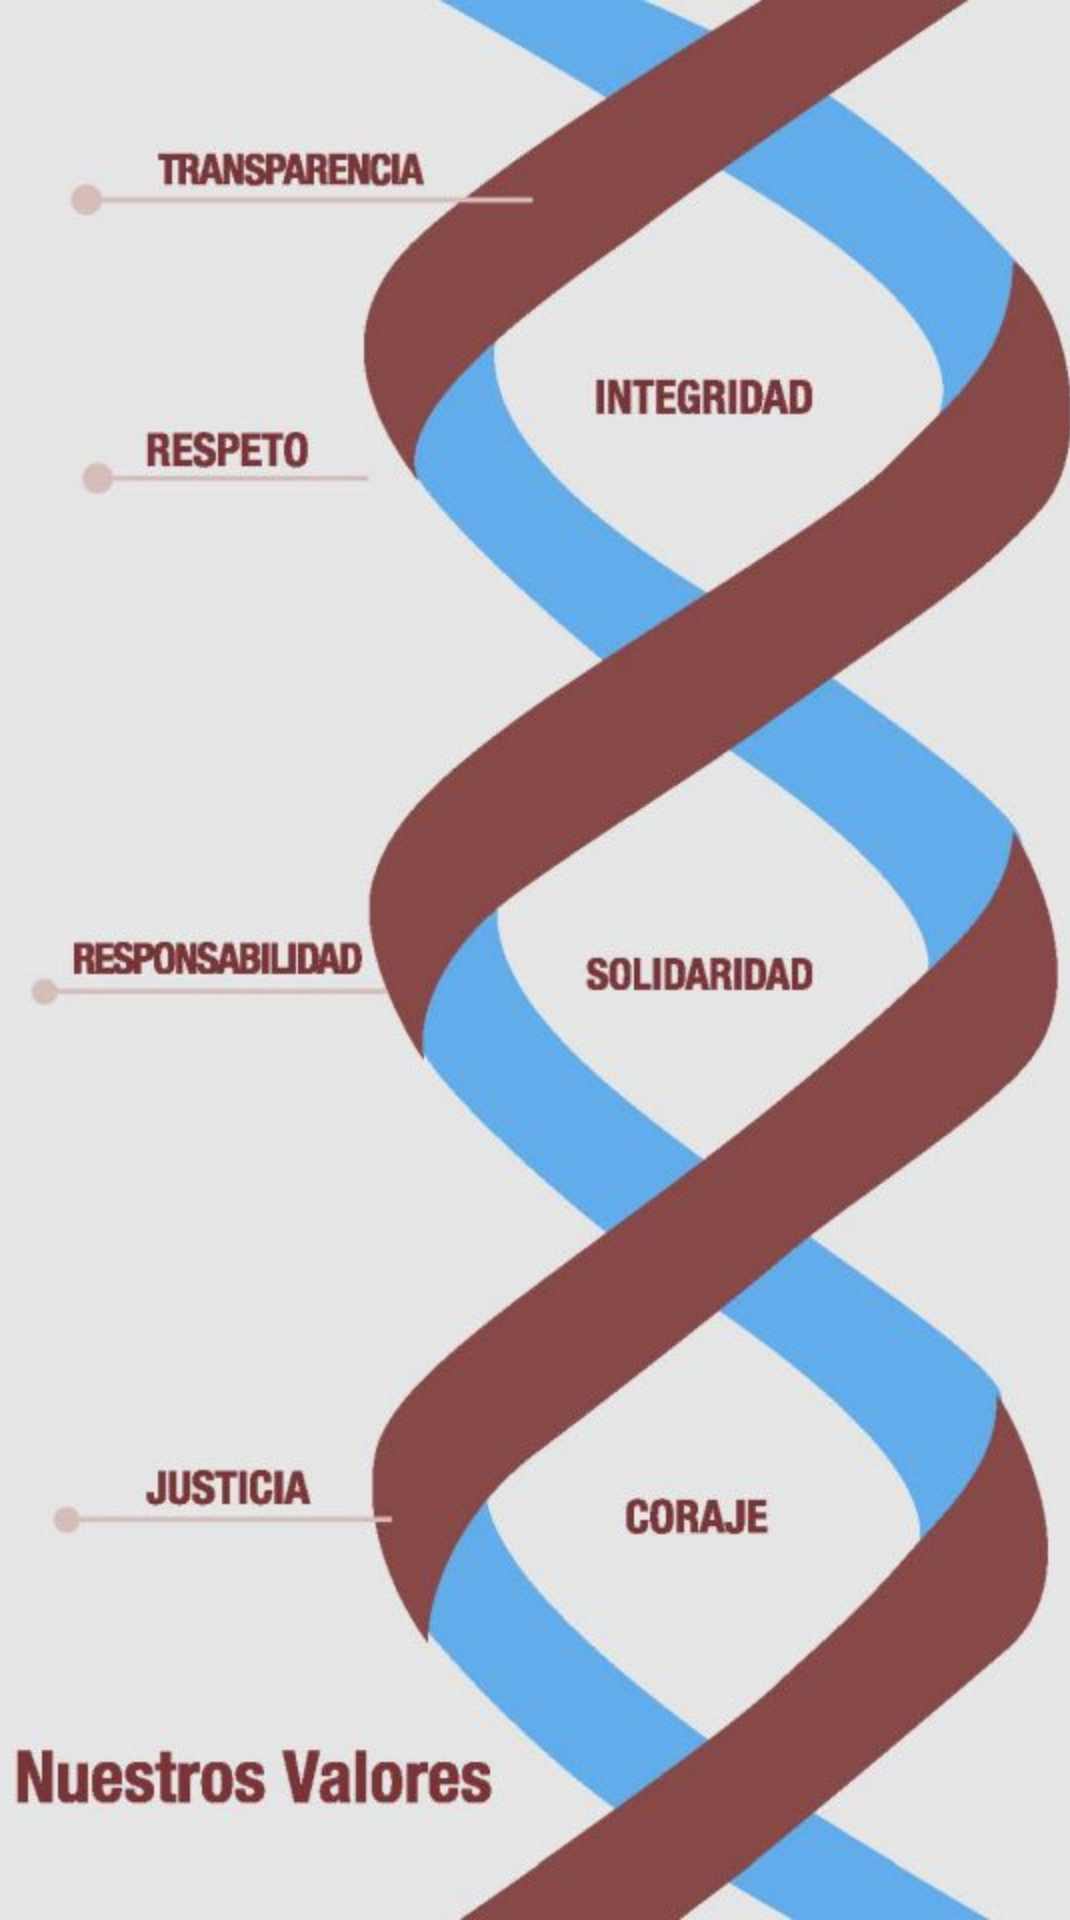 TRANSPARENCIA
INTEGRIDAD
RESPETO
RESPONSABILIDAD
SOLIDARIDAD
JUSTICIA
CORAJE
Nuestros Valores